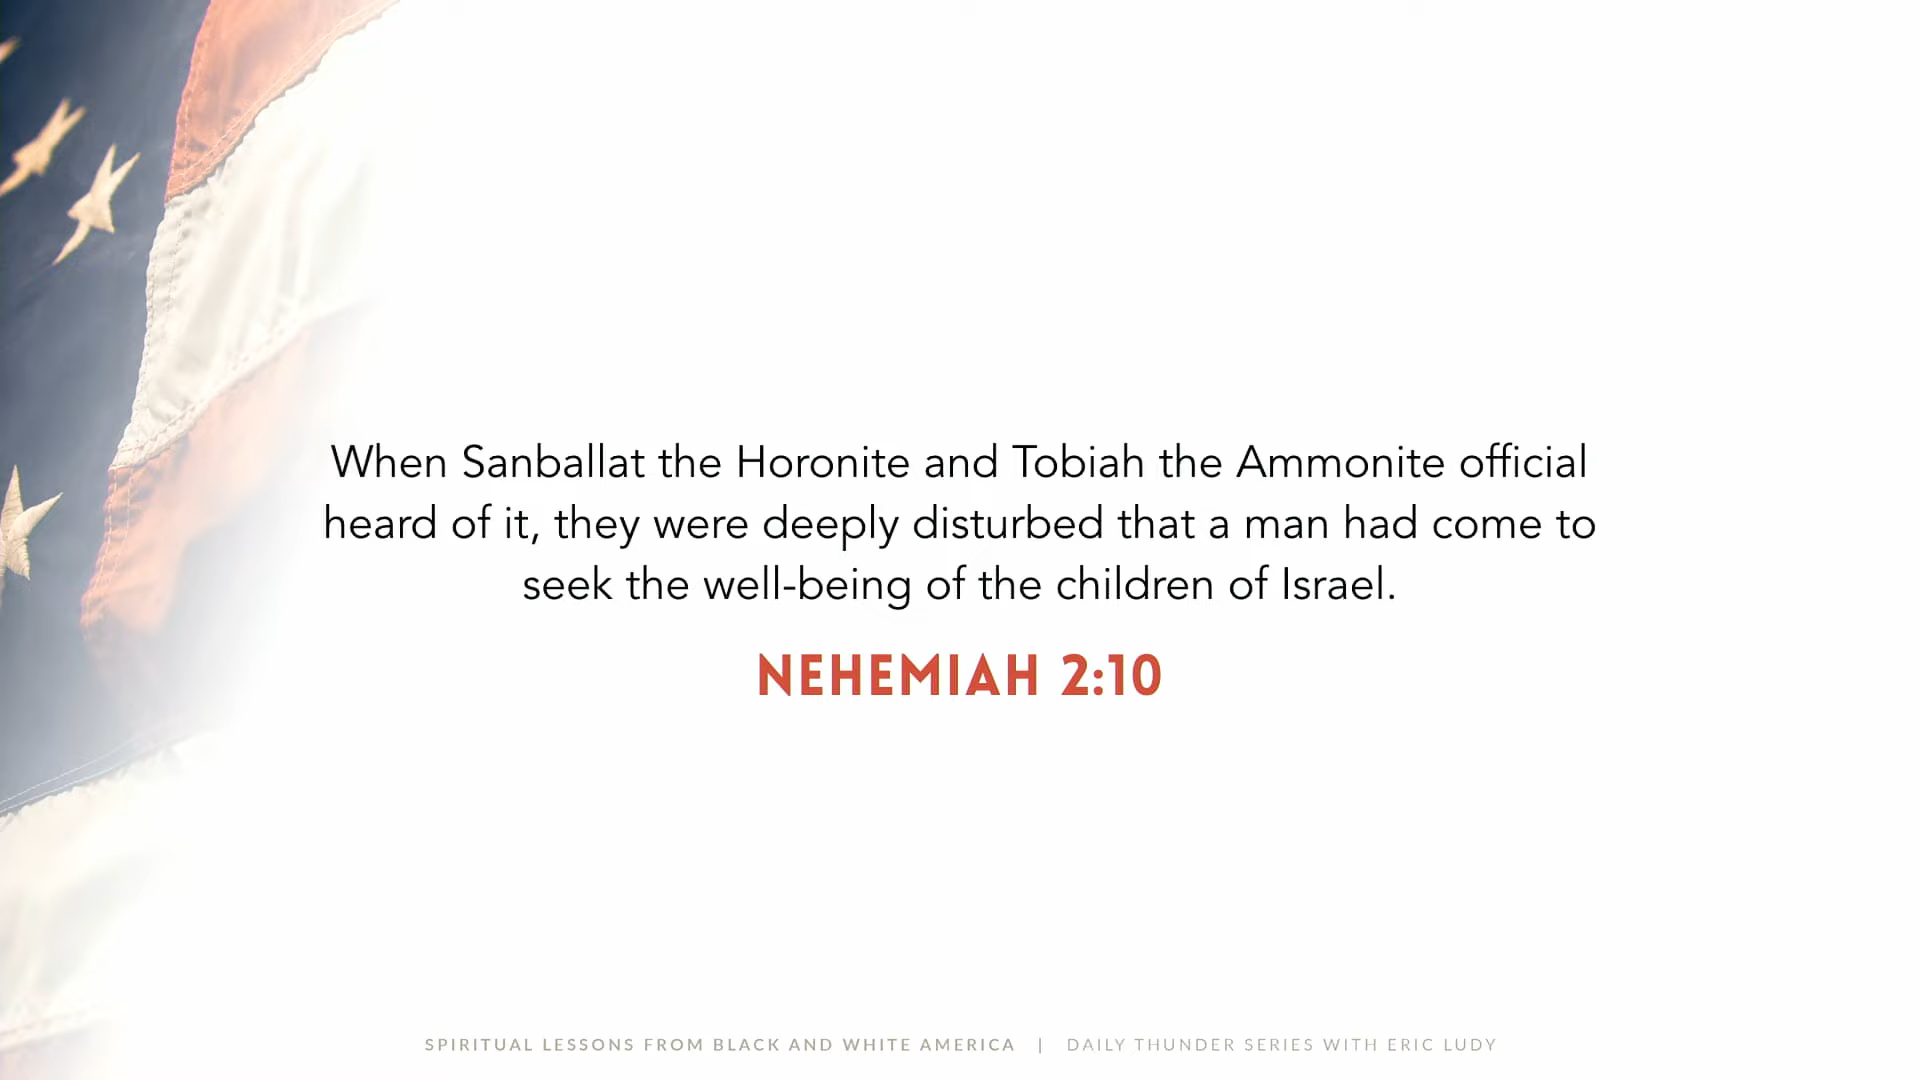 When Sanballat the Horonite and Tobiah the Ammonite official
heard of it, they were deeply disturbed that a man had come to
seek the well-being of the children of Israel.
NEHEMIAH 2:10
SPIRITUAL LESSONS FROM BLACK AND WHITE AMERICA | DAILY THUNDER SERIES WITH ERIC LUDY